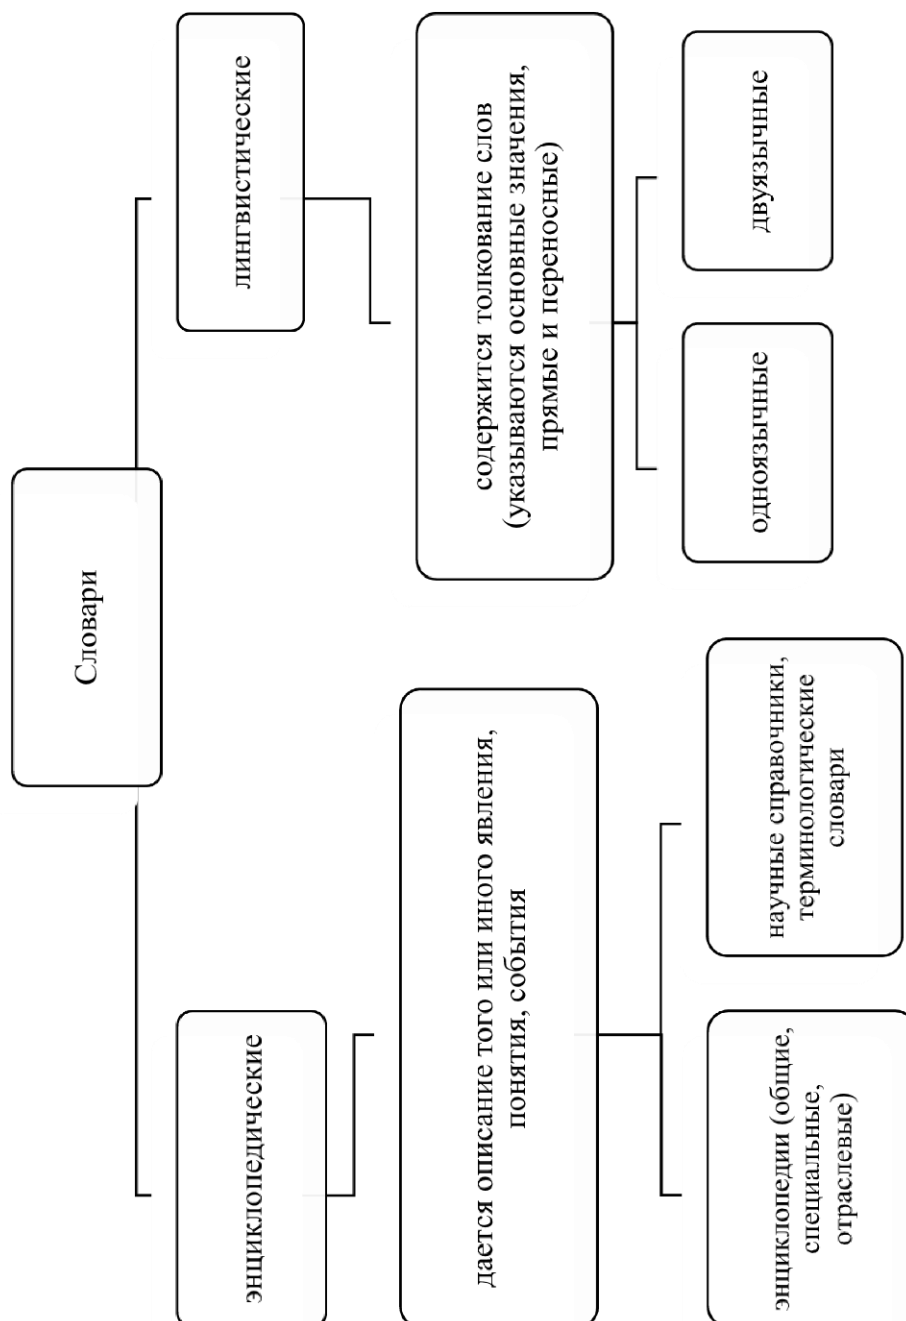 Словари
энциклопедические
лингвистические
дается описание того или иного явления,
понятия, события
содержится толкование слов
(указываются основные значения,
прямые и переносные)
энциклопедии (общие,
специальные,
отраслевые)
научные справочники,
терминологические
словари
одноязычные
двуязычные